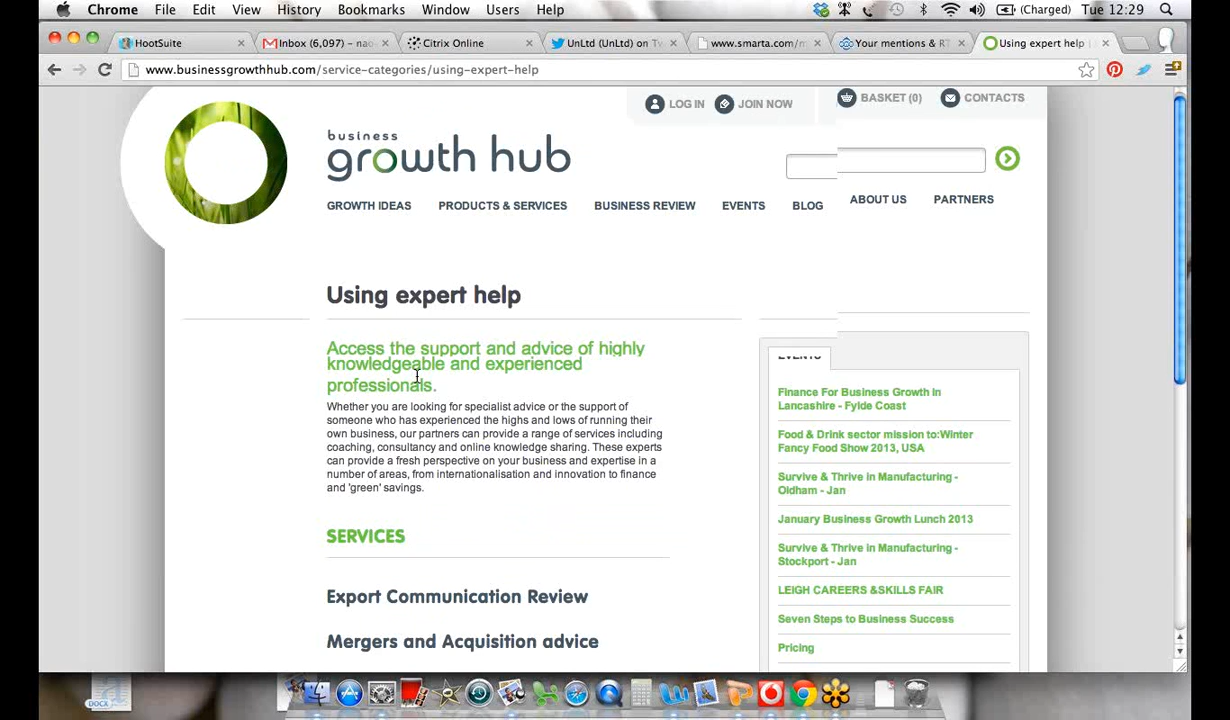 Chrome File Edit View History Bookmarks Window Users Help (Charged) Tue 12:29
HootSuite Inbox (6,097) – nao Citrix Online UnLtd (UnLtd) on Tw www.smarta.com/m Your mentions & RT Using expert help |
www.businessgrowthhub.com/service-categories/using-expert-help
LOG IN JOIN NOW BASKET (0) CONTACTS
business
growth hub
GROWTH IDEAS PRODUCTS & SERVICES BUSINESS REVIEW EVENTS BLOG ABOUT US PARTNERS
Using expert help
Access the support and advice of highly
knowledgeable and experienced
professionals.
Whether you are looking for specialist advice or the support of
someone who has experienced the highs and lows of running their
own business, our partners can provide a range of services including
coaching, consultancy and online knowledge sharing. These experts
can provide a fresh perspective on your business and expertise in a
number of areas, from internationalisation and innovation to finance
and 'green' savings.
SERVICES
Export Communication Review
Mergers and Acquisition advice
EVENTS
Finance For Business Growth in
Lancashire - Fylde Coast
Food & Drink sector mission to:Winter
Fancy Food Show 2013, USA
Survive & Thrive in Manufacturing -
Oldham - Jan
January Business Growth Lunch 2013
Survive & Thrive in Manufacturing -
Stockport - Jan
LEIGH CAREERS &SKILLS FAIR
Seven Steps to Business Success
Pricing
DOCX